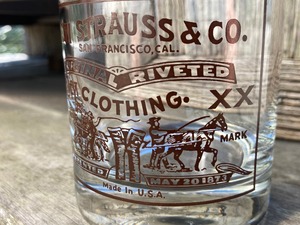 STRAUSS & CO.
SAN FRANCISCO, CAL.
RIVETED
CLOTHING.
XX
MARK
MAY 20 1873
Made in U.S.A.